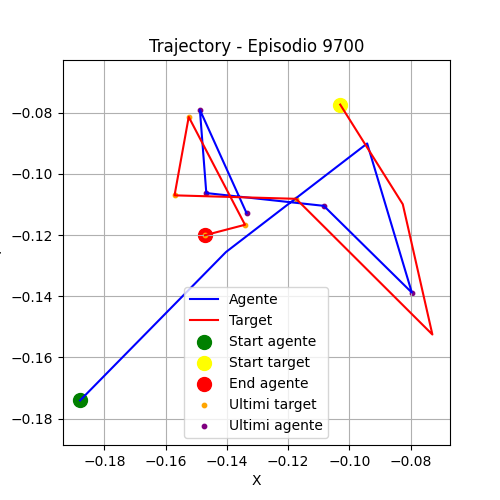 Trajectory - Episodio 9700
−0.08
−0.10
−0.12
−0.14
−0.16
−0.18
Agente
Target
Start agente
Start target
End agente
Ultimi target
Ultimi agente
−0.18 −0.16 −0.14 −0.12 −0.10 −0.08
X